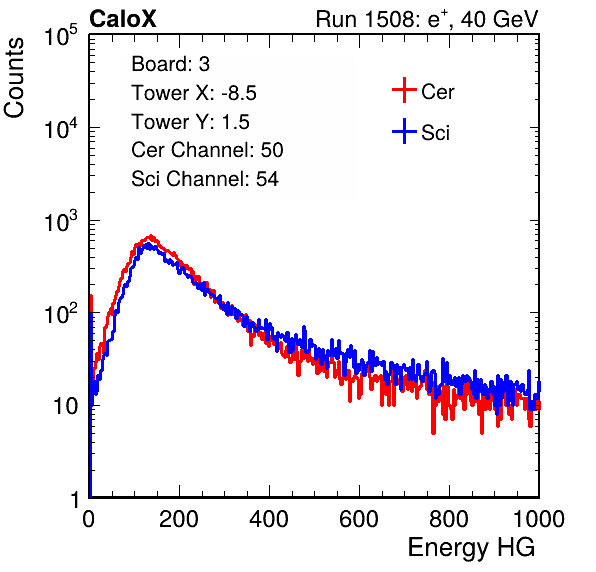 CaloX Run 1508: e⁺, 40 GeV
Counts
Board: 3
Tower X: -8.5
Tower Y: 1.5
Cer Channel: 50
Sci Channel: 54
Cer
Sci
10⁵
10⁴
10³
10²
10
1
0 200 400 600 800 1000
Energy HG